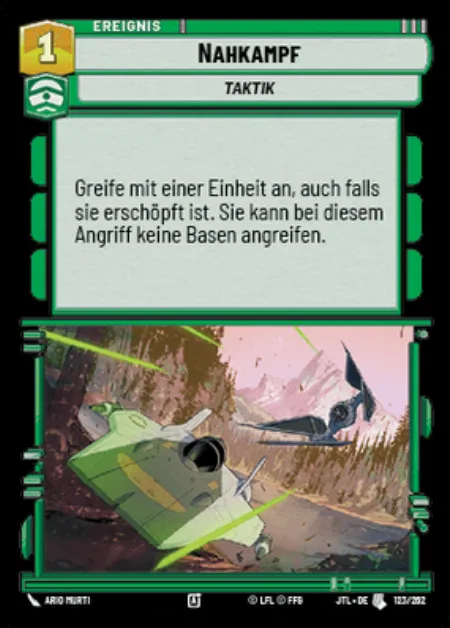 EREIGNIS
1
NAHKAMPF
TAKTIK
Greife mit einer Einheit an, auch falls
sie erschöpft ist. Sie kann bei diesem
Angriff keine Basen angreifen.
ARIO MURTI
A
© LFL © FFG
JTL • DE
123/262